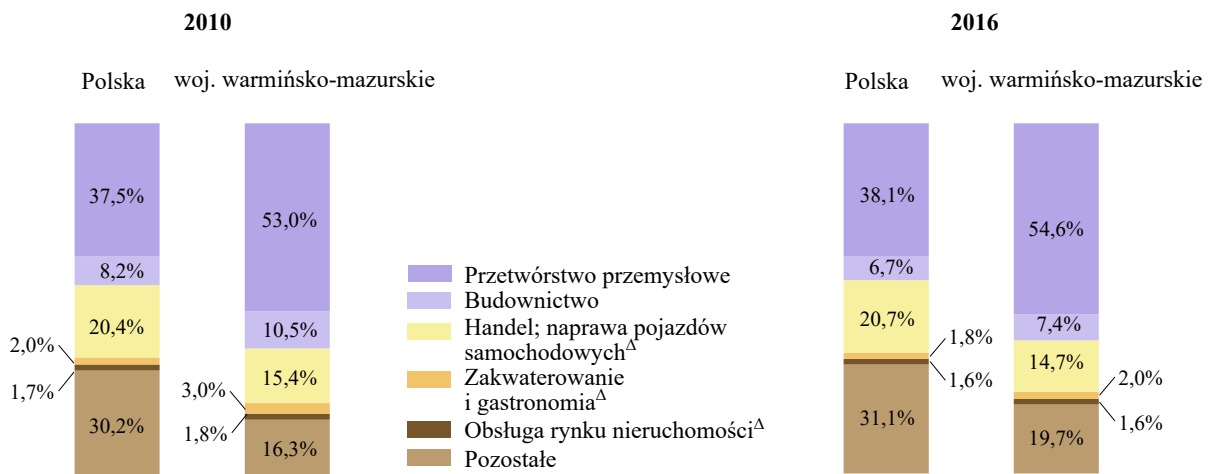 2010
2016
Polska
woj. warmińsko-mazurskie
Polska
woj. warmińsko-mazurskie
37,5%
8,2%
20,4%
2,0%
1,7%
30,2%
53,0%
10,5%
15,4%
3,0%
1,8%
16,3%
Przetwórstwo przemysłowe
Budownictwo
Handel; naprawa pojazdów
samochodowych^Δ
Zakwaterowanie
i gastronomia^Δ
Obsługa rynku nieruchomości^Δ
Pozostałe
38,1%
6,7%
20,7%
1,8%
1,6%
31,1%
54,6%
7,4%
14,7%
2,0%
1,6%
19,7%